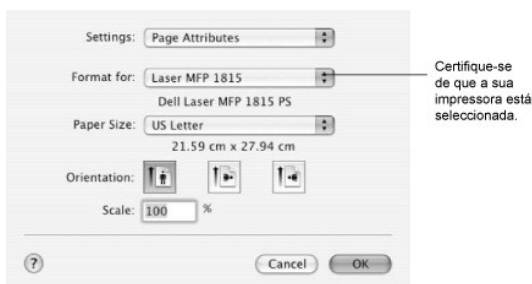 Settings: Page Attributes
Format for: Laser MFP 1815
Dell Laser MFP 1815 PS
Paper Size: US Letter
21.59 cm x 27.94 cm
Orientation:
Scale: 100 %
? Cancel OK
Certifique-se
de que a sua
impressora está
seleccionada.